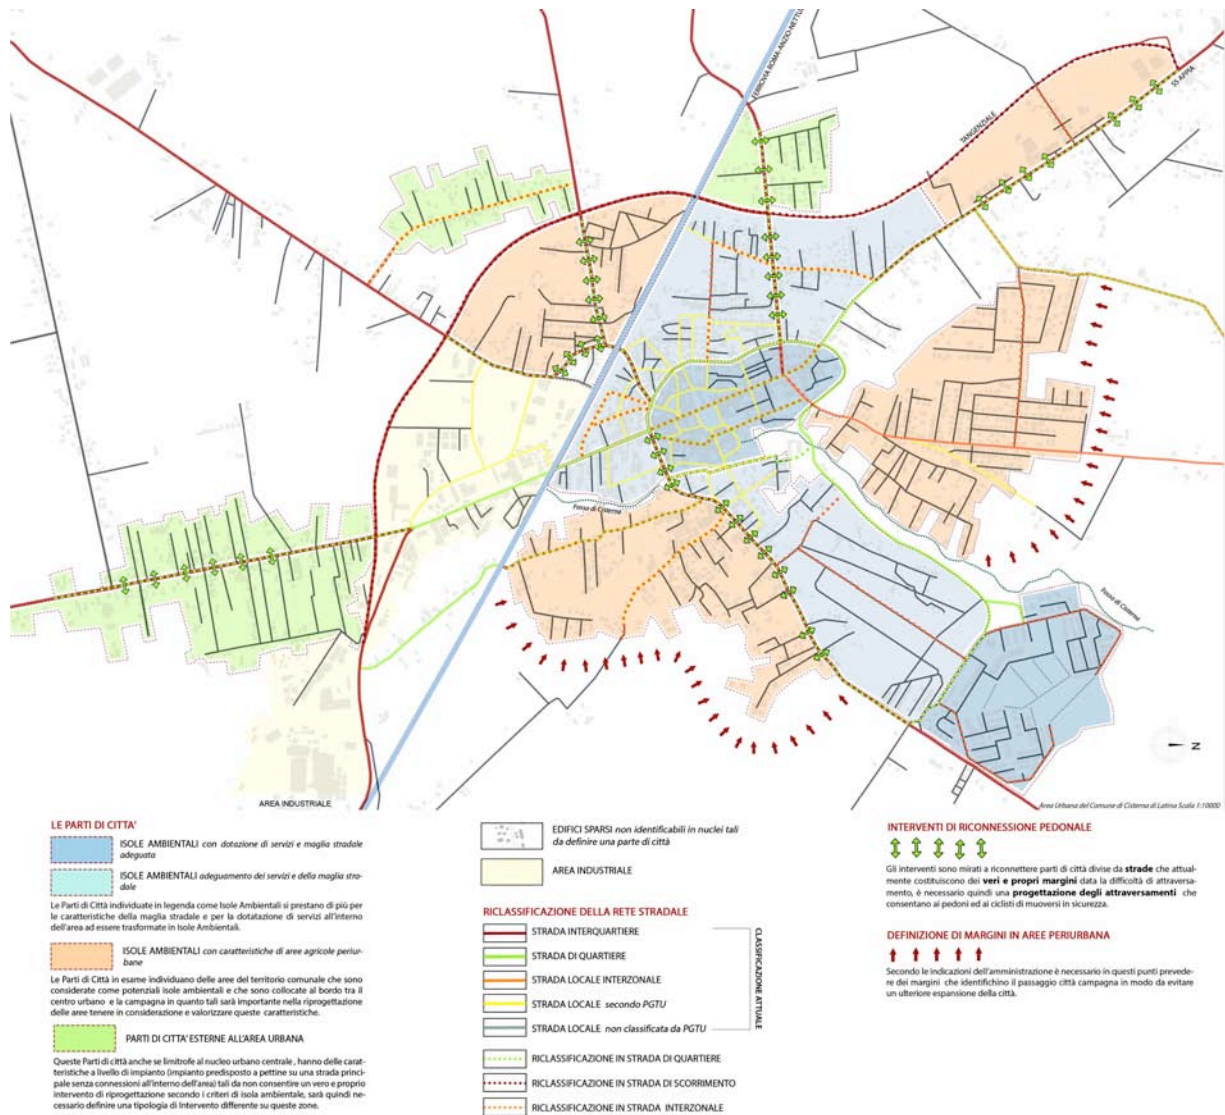 FERROVIA ROMA-ANZIO-NETTU
SS APPIA
TANGENZIALE
Fosso di Cisterna
Fosso di Cisterna
N
AREA INDUSTRIALE
Area Urbana del Comune di Cisterna di Latina Scala 1:10000
LE PARTI DI CITTA'
ISOLE AMBIENTALI con dotazione di servizi e maglia stradale
adeguata
ISOLE AMBIENTALI adeguamento dei servizi e della maglia stra-
dale
Le Parti di Città individuate in legenda come Isole Ambientali si prestano di più per
le caratteristiche della maglia stradale e per la dotatazione di servizi all'interno
dell'area ad essere trasformate in Isole Ambientali.
ISOLE AMBIENTALI con caratteristiche di aree agricole periur-
bane
Le Parti di Città in esame individuano delle aree del territorio comunale che sono
considerate come potenziali isole ambientali e che sono collocate al bordo tra il
centro urbano e la campagna in quanto tali sarà importante nella riprogettazione
delle aree tenere in considerazione e valorizzare queste caratteristiche.
PARTI DI CITTA' ESTERNE ALL'AREA URBANA
Queste Parti di città anche se limitrofe al nucleo urbano centrale , hanno delle carat-
teristiche a livello di impianto (impianto predisposto a pettine su una strada princi-
pale senza connessioni all'interno dell'area) tali da non consentire un vero e proprio
intervento di riprogettazione secondo i criteri di isola ambientale, sarà quindi ne-
cessario definire una tipologia di Intervento differente su queste zone.
EDIFICI SPARSI non identificabili in nuclei tali
da definire una parte di città
AREA INDUSTRIALE
RICLASSIFICAZIONE DELLA RETE STRADALE
STRADA INTERQUARTIERE
STRADA DI QUARTIERE
STRADA LOCALE INTERZONALE
STRADA LOCALE secondo PGTU
STRADA LOCALE non classificata da PGTU
CLASSIFICAZIONE ATTUALE
RICLASSIFICAZIONE IN STRADA DI QUARTIERE
RICLASSIFICAZIONE IN STRADA DI SCORRIMENTO
RICLASSIFICAZIONE IN STRADA INTERZONALE
INTERVENTI DI RICONNESSIONE PEDONALE
Gli interventi sono mirati a riconnettere parti di città divise da strade che attual-
mente costituiscono dei veri e propri margini data la difficoltà di attraversa-
mento, è necessario quindi una progettazione degli attraversamenti che
consentano ai pedoni ed ai ciclisti di muoversi in sicurezza.
DEFINIZIONE DI MARGINI IN AREE PERIURBANA
Secondo le indicazioni dell'amministrazione è necessario in questi punti prevede-
re dei margini che identifichino il passaggio città campagna in modo da evitare
un ulteriore espansione della città.